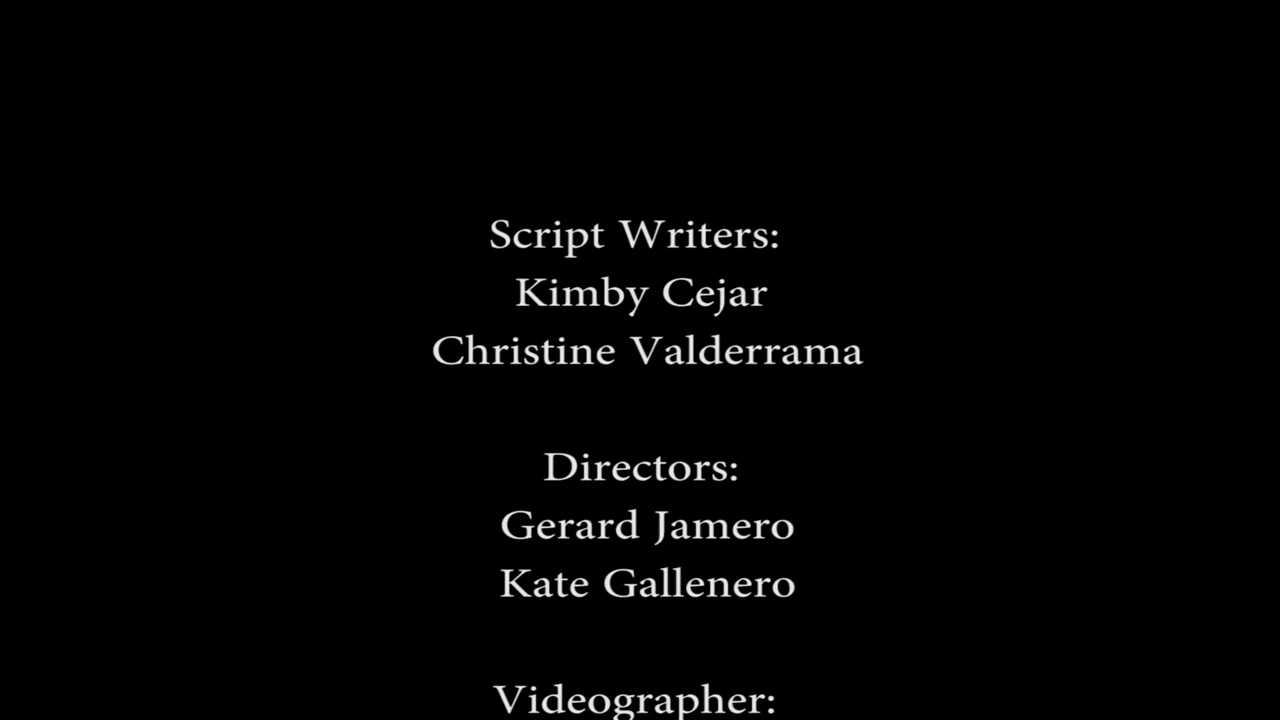 Script Writers:
Kimby Cejar
Christine Valderrama
Directors:
Gerard Jamero
Kate Gallenero
Videographer: